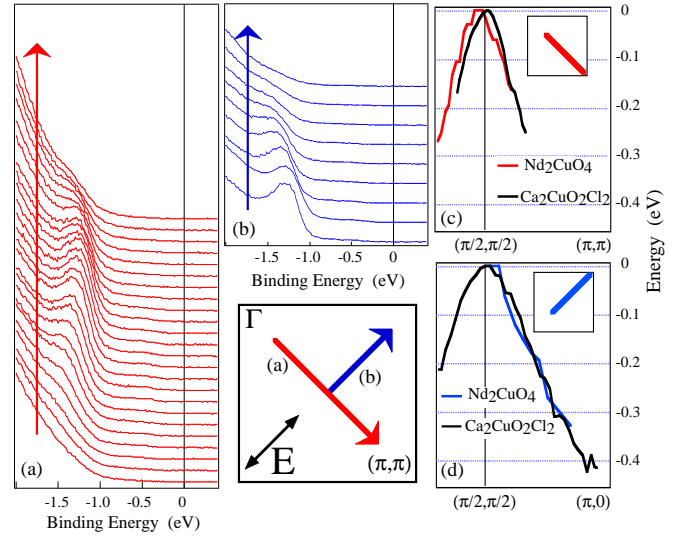 (a)
-1.5 -1.0 -0.5 0
Binding Energy (eV)
(b)
-1.5 -1.0 -0.5 0
Binding Energy (eV)
Γ
(a)
(b)
E
(π,π)
0
-0.1
-0.2
-0.3
-0.4
Nd2CuO4
Ca2CuO2Cl2
(c)
(π/2,π/2) (π,π)
Energy (eV)
0
-0.1
-0.2
-0.3
-0.4
Nd2CuO4
Ca2CuO2Cl2
(d)
(π/2,π/2) (π,0)